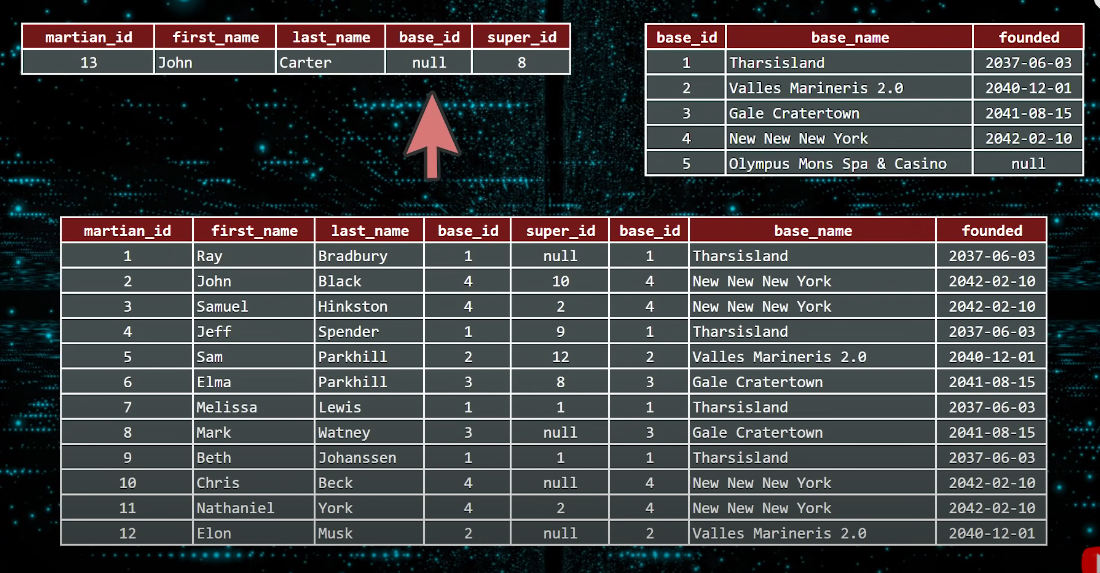 martian_id first_name last_name base_id super_id
13 John Carter null 8
base_id base_name founded
1 Tharsisland 2037-06-03
2 Valles Marineris 2.0 2040-12-01
3 Gale Cratertown 2041-08-15
4 New New New York 2042-02-10
5 Olympus Mons Spa & Casino null
martian_id first_name last_name base_id super_id base_id base_name founded
1 Ray Bradbury 1 null 1 Tharsisland 2037-06-03
2 John Black 4 10 4 New New New York 2042-02-10
3 Samuel Hinkston 4 2 4 New New New York 2042-02-10
4 Jeff Spender 1 9 1 Tharsisland 2037-06-03
5 Sam Parkhill 2 12 2 Valles Marineris 2.0 2040-12-01
6 Elma Parkhill 3 8 3 Gale Cratertown 2041-08-15
7 Melissa Lewis 1 1 1 Tharsisland 2037-06-03
8 Mark Watney 3 null 3 Gale Cratertown 2041-08-15
9 Beth Johanssen 1 1 1 Tharsisland 2037-06-03
10 Chris Beck 4 null 4 New New New York 2042-02-10
11 Nathaniel York 4 2 4 New New New York 2042-02-10
12 Elon Musk 2 null 2 Valles Marineris 2.0 2040-12-01